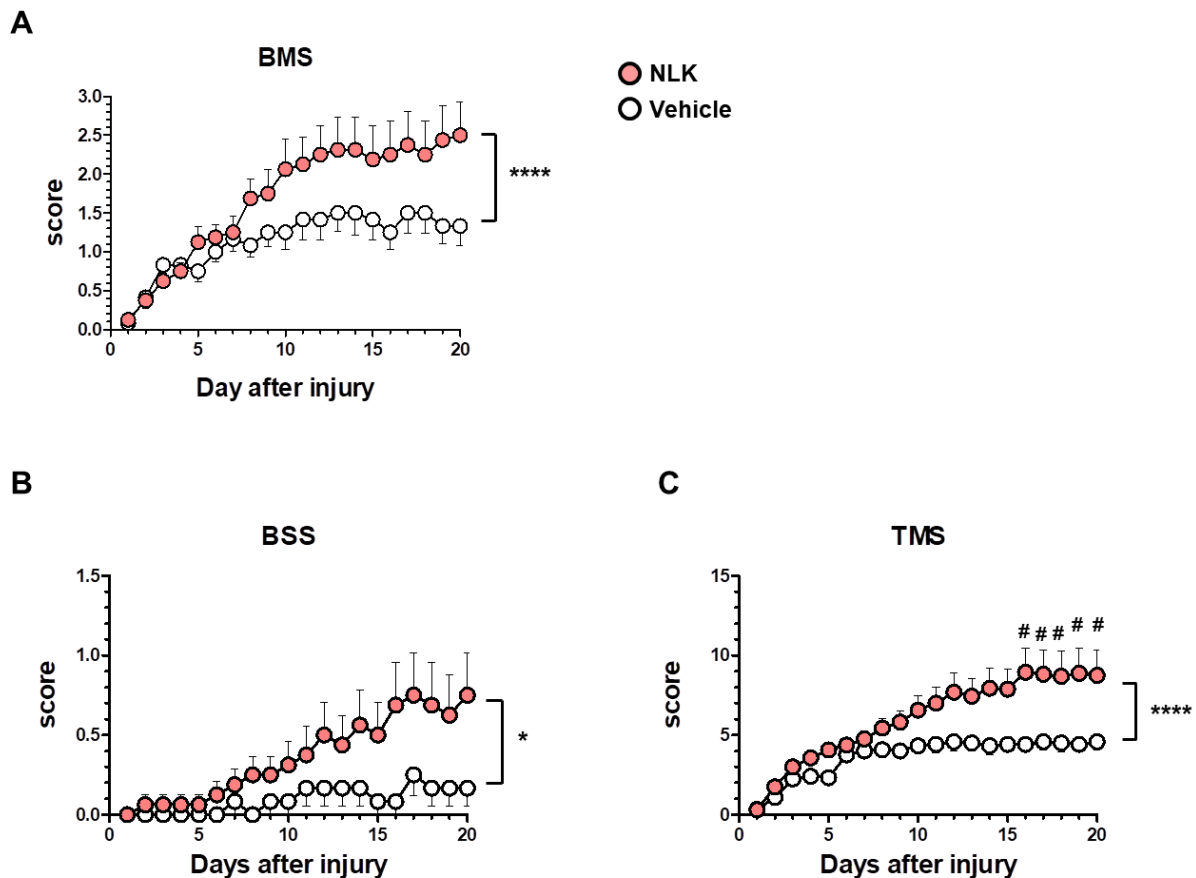 A
BMS
NLK
Vehicle
3.0
2.5
2.0
1.5
1.0
0.5
0.0
score
****
0 5 10 15 20
Day after injury
B
BSS
1.5
1.0
0.5
0.0
score
*
0 5 10 15 20
Days after injury
C
TMS
15
10
5
0
score
# # # # #
****
0 5 10 15 20
Days after injury